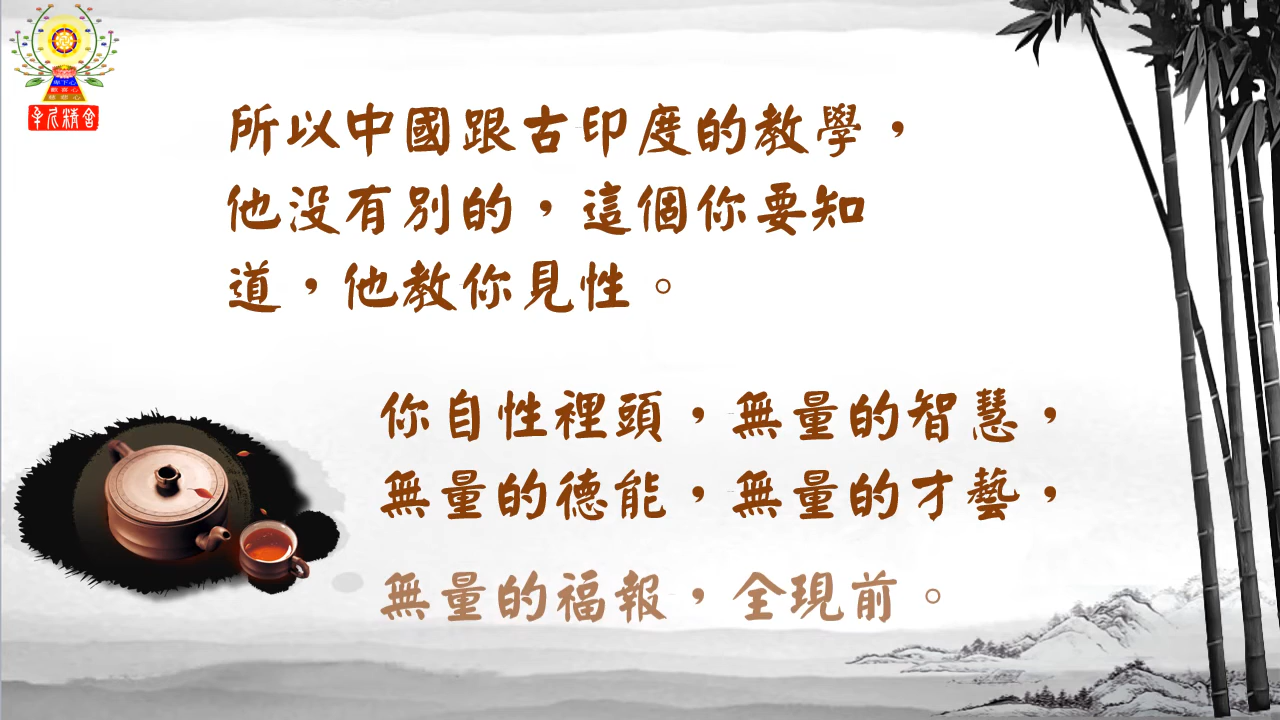 所以中國跟古印度的教學，
他没有別的，這個你要知
道，他教你見性。
你自性裡頭，無量的智慧，
無量的德能，無量的才藝，
無量的福報，全現前。